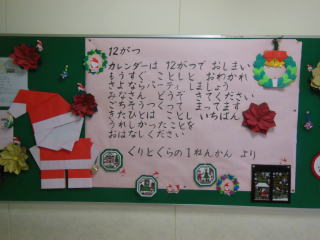 12がつ
カレンダーは 12がつで おしまい
もうすぐ ことしと おわかれ
さよならパーティ しましょう
みなさん どうぞ きてください
ごちそうつくって まってます
きたひとは ことし いちばん
うれしかったことを
おはなしください
ぐりとぐらの1ねんかん より